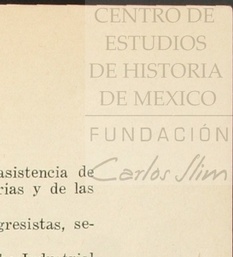 CENTRO DE
ESTUDIOS
DE HISTORIA
DE MEXICO
FUNDACIÓN
Carlos Slim
asistencia de
rias y de las
gresistas, se-